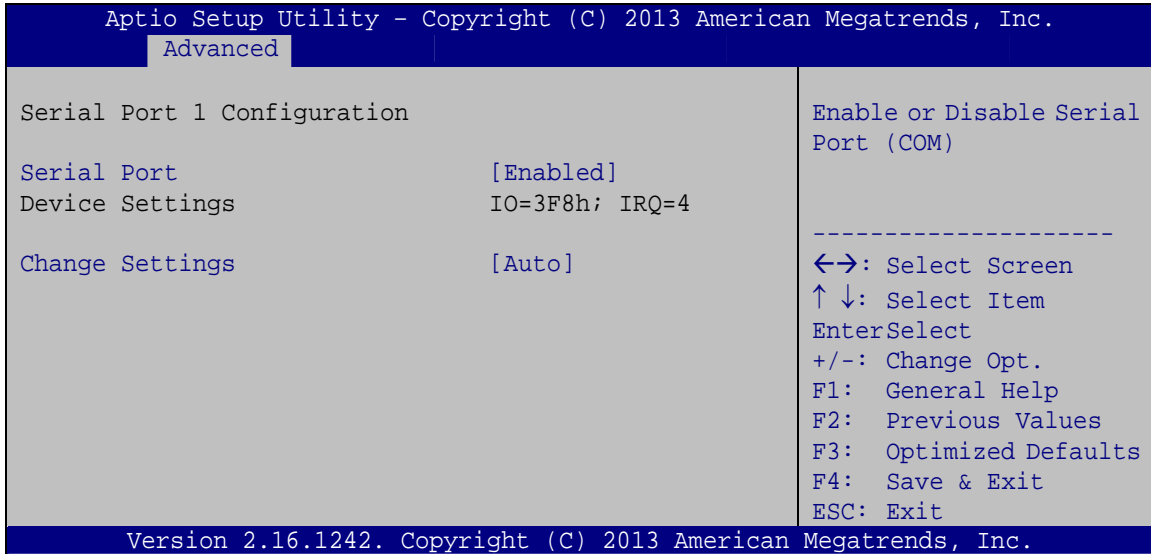 Aptio Setup Utility – Copyright (C) 2013 American Megatrends, Inc.
Advanced
Serial Port 1 Configuration
Serial Port [Enabled]
Device Settings IO=3F8h; IRQ=4
Change Settings [Auto]
Enable or Disable Serial
Port (COM)
---------------------
←→: Select Screen
↑ ↓: Select Item
EnterSelect
+/-: Change Opt.
F1: General Help
F2: Previous Values
F3: Optimized Defaults
F4: Save & Exit
ESC: Exit
Version 2.16.1242. Copyright (C) 2013 American Megatrends, Inc.